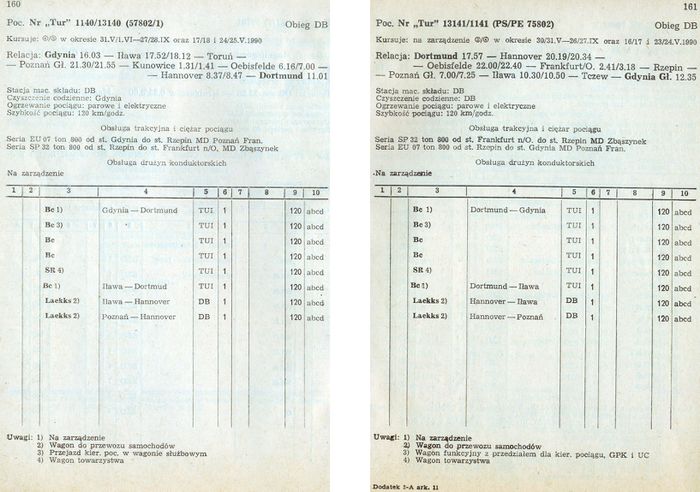 160
Poc. Nr „Tur” 1140/13140 (57802/1) Obieg DB
w okresie 31.V/1.VI—27/28.IX oraz 17/18 i 24/25.V.1990
Relacja: Gdynia 16.03 — Iława 17.52/18.12 — Toruń —
— Poznań Gł. 21.30/21.55 — Kunowice 1.31/1.41 — Oebisfelde 6.16/7.00 —
— Hannover 8.37/8.47 — Dortmund 11.01
Stacja mac. składu: DB
Czyszczenie codzienne: Gdynia
Ogrzewanie pociągu: parowe i elektryczne
Szybkość pociągu: 120 km/godz.
Obsługa trakcyjna i ciężar pociągu
Seria EU 07 ton 800 od st. Gdynia do st. Rzepin MD Poznań Fran.
Seria SP 32 ton 800 od st. Rzepin do st. Frankfurt n/O, MD Zbąszynek
Obsługa drużyn konduktorskich
Na zarządzenie
1 2 3 4 5 6 7 8 9 10
Bc 1) Gdynia — Dortmund TUI 1 120 abcd
Bc 3) TUI 1 120 abcd
Bc TUI 1 120 abcd
Bc TUI 1 120 abcd
SR 4) TUI 1 120 abcd
Bc 1) Iława — Dortmud TUI 1 120 abcd
Laekks 2) Iława — Hannover DB 1 120 abcd
Laekks 2) Poznań — Hannover DB 1 120 abcd
Uwagi: 1) Na zarządzenie
2) Wagon do przewozu samochodów
3) Przejazd kier. poc. w wagonie służbowym
4) Wagon towarzystwa
161
Poc. Nr „Tur” 13141/1141 (PS/PE 75802) Obieg DB
Kursuje: na zarządzenie w okresie 30/31.V—26/27.IX oraz 16/17 i 23/24.V.1990
Relacja: Dortmund 17.57 — Hannover 20.19/20.34 —
— Oebisfelde 22.00/22.40 — Frankfurt/O. 2.41/3.18 — Rzepin —
— Poznań Gł. 7.00/7.25 — Iława 10.30/10.50 — Tczew — Gdynia Gł. 12.35
Stacja mac. składu: DB
Czyszczenie codzienne: DB
Ogrzewanie pociągu: parowe i elektryczne
Szybkość pociągu: 120 km/godz.
Obsługa trakcyjna i ciężar pociągu
Seria SP 32 ton 800 od st. Frankfurt n/O. do st. Rzepin MD Zbąszynek
Seria EU 07 ton 800 od st. Rzepin do st. Gdynia MD Poznań Fran.
Obsługa drużyn konduktorskich
Na zarządzenie
1 2 3 4 5 6 7 8 9 10
Bc 1) Dortmund — Gdynia TUI 1 120 abcd
Bc 3) TUI 1 120 abcd
Bc TUI 1 120 abcd
Bc TUI 1 120 abcd
SR 4) TUI 1 120 abcd
Bc 1) Dortmund — Iława TUI 1 120 abcd
Laekks 2) Hannover — Iława DB 1 120 abcd
Laekks 2) Hannover — Poznań DB 1 120 abcd
Uwagi: 1) Na zarządzenie
2) Wagon do przewozu samochodów
3) Wagon funkcyjny z przedziałem dla kier. pociągu, GPK i UC
4) Wagon towarzystwa
Dodatek 2-A ark. 11